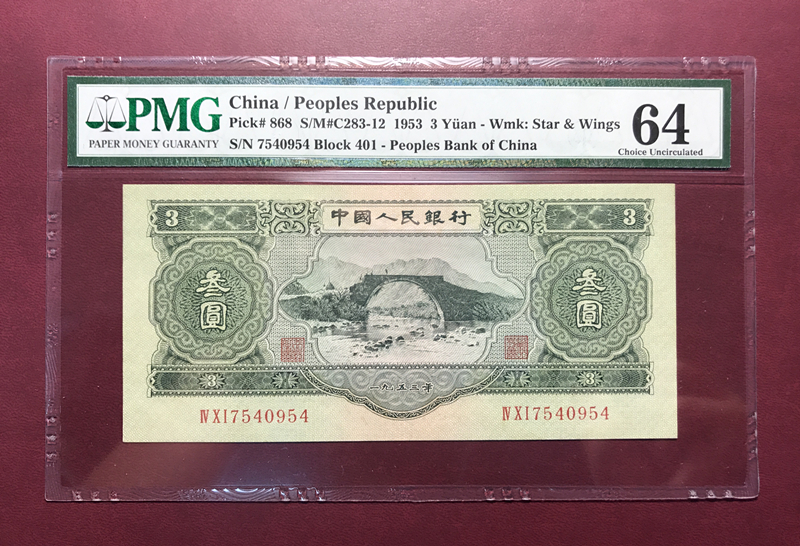 PMG
PAPER MONEY GUARANTY
China / Peoples Republic
Pick# 868 S/M#C283-12 1953 3 Yüan - Wmk: Star & Wings
S/N 7540954 Block 401 - Peoples Bank of China
64
Choice Uncirculated
3
中國人民銀行
3
叁圓
叁圓
3
一九五三年
3
IVXI7540954
IVXI7540954